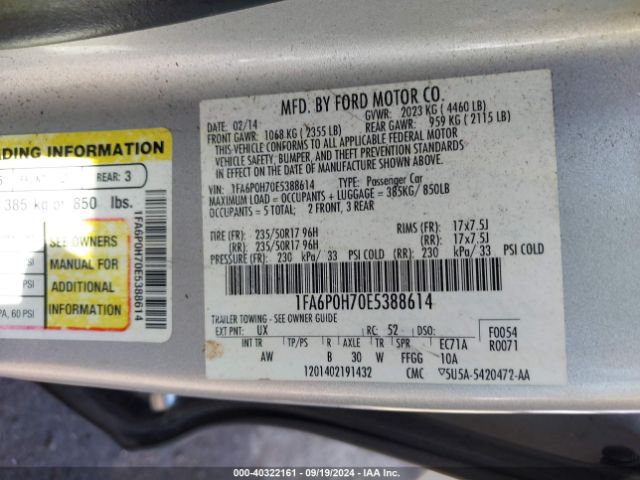 MFD. BY FORD MOTOR CO.
DATE: 02/14 GVWR: 2023 KG ( 4460 LB)
FRONT GAWR: 1068 KG ( 2355 LB) REAR GAWR: 959 KG ( 2115 LB)
THIS VEHICLE CONFORMS TO ALL APPLICABLE FEDERAL MOTOR
VEHICLE SAFETY, BUMPER, AND THEFT PREVENTION STANDARDS
IN EFFECT ON THE DATE OF MANUFACTURE SHOWN ABOVE.
VIN: 1FA6P0H70E5388614 TYPE: Passenger Car
MAXIMUM LOAD = OCCUPANTS + LUGGAGE = 385KG/ 850LB
OCCUPANTS = 5 TOTAL; 2 FRONT, 3 REAR
TIRE (FR): 235/50R17 96H RIMS (FR): 17x7.5J
(RR): 235/50R17 96H (RR): 17x7.5J
PRESSURE (FR): 230 kPa/ 33 PSI COLD (RR): 230 kPa/ 33 PSI COLD
1FA6P0H70E5388614
TRAILER TOWING - SEE OWNER GUIDE
EXT PNT: UX RC: 52 DSO: F0054
INT TR TP/PS R AXLE TR SPR EC71A R0071
AW B 30 W FFGG 10A
1201402191432 CMC 5U5A-5420472-AA
DING INFORMATION
REAR: 3
385 kg or 850 lbs.
SEE OWNERS
MANUAL FOR
ADDITIONAL
INFORMATION
PSI
PSI
PA, 60 PSI
1FA6P0H70E5388614
000-40322161 - 09/19/2024 - IAA Inc.